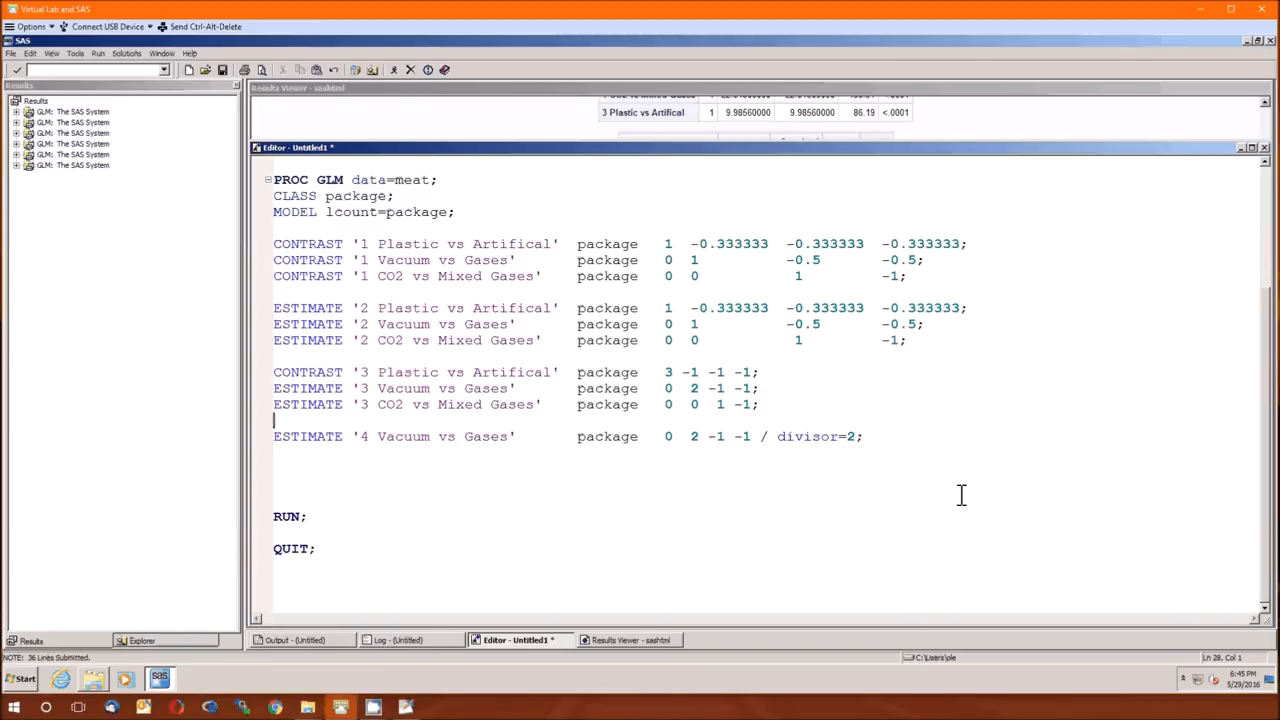 Virtual Lab and SAS
Options Connect USB Device Send Ctrl-Alt-Delete
SAS
File Edit View Tools Run Solutions Window Help
Results
Results
GLM: The SAS System
GLM: The SAS System
GLM: The SAS System
GLM: The SAS System
GLM: The SAS System
GLM: The SAS System
Results Viewer - sashtml
3 Plastic vs Artifical 1 9.98560000 9.98560000 86.19 <.0001
Editor - Untitled1 *
PROC GLM data=meat;
CLASS package;
MODEL lcount=package;
CONTRAST '1 Plastic vs Artifical' package 1 -0.333333 -0.333333 -0.333333;
CONTRAST '1 Vacuum vs Gases' package 0 1 -0.5 -0.5;
CONTRAST '1 CO2 vs Mixed Gases' package 0 0 1 -1;
ESTIMATE '2 Plastic vs Artifical' package 1 -0.333333 -0.333333 -0.333333;
ESTIMATE '2 Vacuum vs Gases' package 0 1 -0.5 -0.5;
ESTIMATE '2 CO2 vs Mixed Gases' package 0 0 1 -1;
CONTRAST '3 Plastic vs Artifical' package 3 -1 -1 -1;
ESTIMATE '3 Vacuum vs Gases' package 0 2 -1 -1;
ESTIMATE '3 CO2 vs Mixed Gases' package 0 0 1 -1;
ESTIMATE '4 Vacuum vs Gases' package 0 2 -1 -1 / divisor=2;
RUN;
QUIT;
Results Explorer Output - (Untitled) Log - (Untitled) Editor - Untitled1 * Results Viewer - sashtml
NOTE: 36 Lines Submitted. C:\Users\ole Ln 28, Col 1
Start sas 6:45 PM
5/29/2016